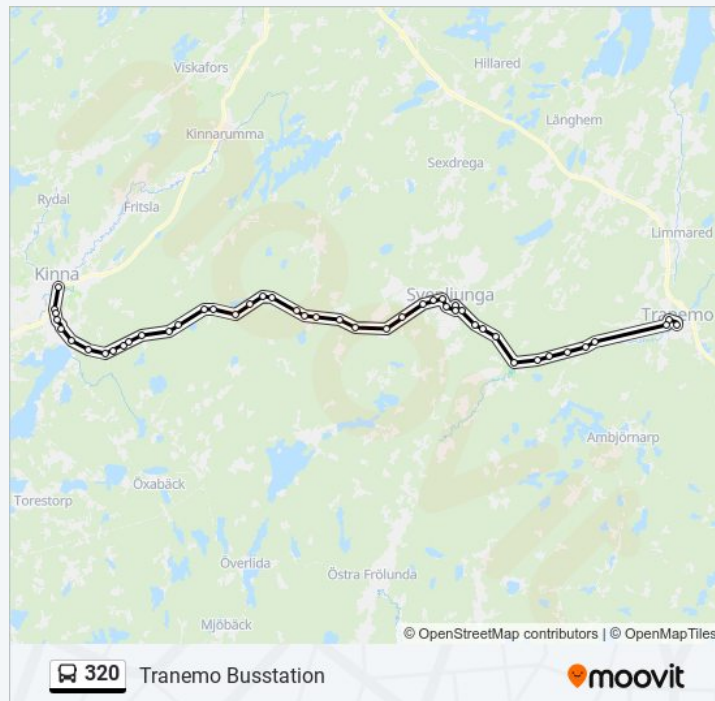 Viskafors
Hillared
Kinnarumma
Länghem
Sexdrega
Rydal
Fritsla
Limmared
Kinna
Svenljunga
Tranemo
Ambjörnarp
Öxabäck
Torestorp
Överlida
Östra Frölunda
Mjöbäck
© OpenStreetMap contributors | © OpenMapTiles
320 Tranemo Busstation
moovit